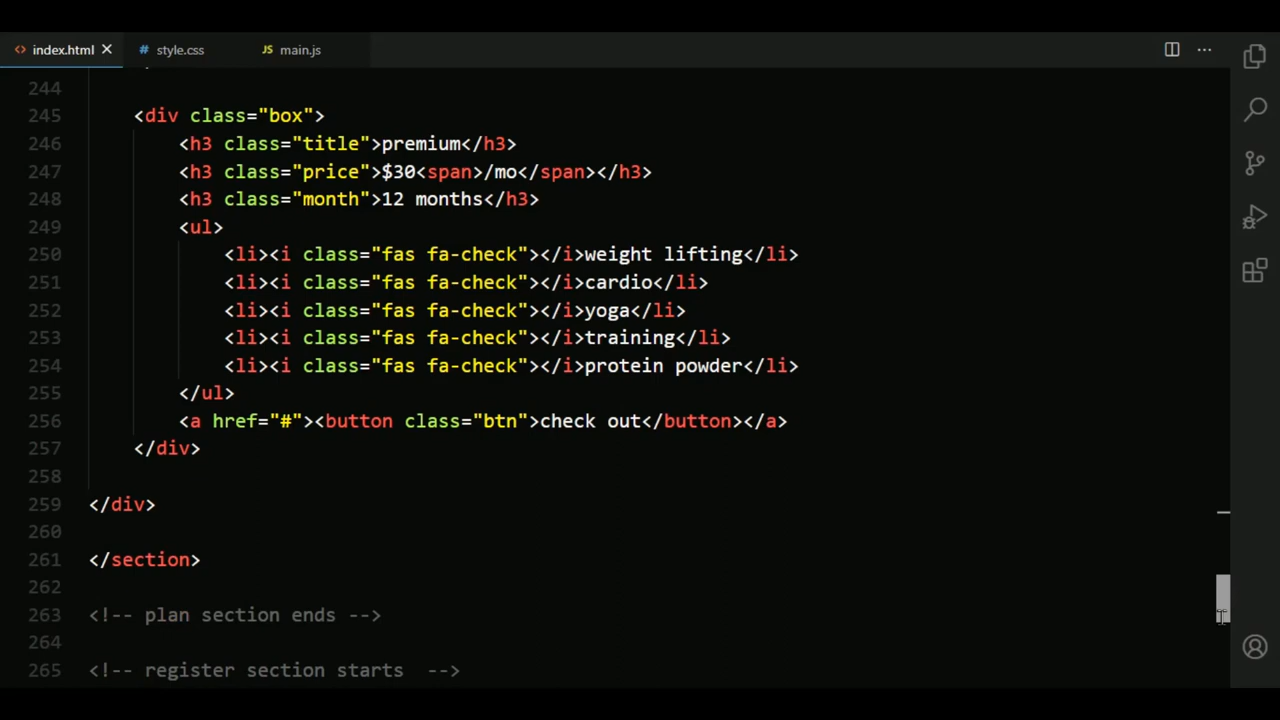 index.html
style.css
main.js
244
245 <div class="box">
246 <h3 class="title">premium</h3>
247 <h3 class="price">$30<span>/mo</span></h3>
248 <h3 class="month">12 months</h3>
249 <ul>
250 <li><i class="fas fa-check"></i>weight lifting</li>
251 <li><i class="fas fa-check"></i>cardio</li>
252 <li><i class="fas fa-check"></i>yoga</li>
253 <li><i class="fas fa-check"></i>training</li>
254 <li><i class="fas fa-check"></i>protein powder</li>
255 </ul>
256 <a href="#"><button class="btn">check out</button></a>
257 </div>
258
259 </div>
260
261 </section>
262
263 <!-- plan section ends -->
264
265 <!-- register section starts  -->